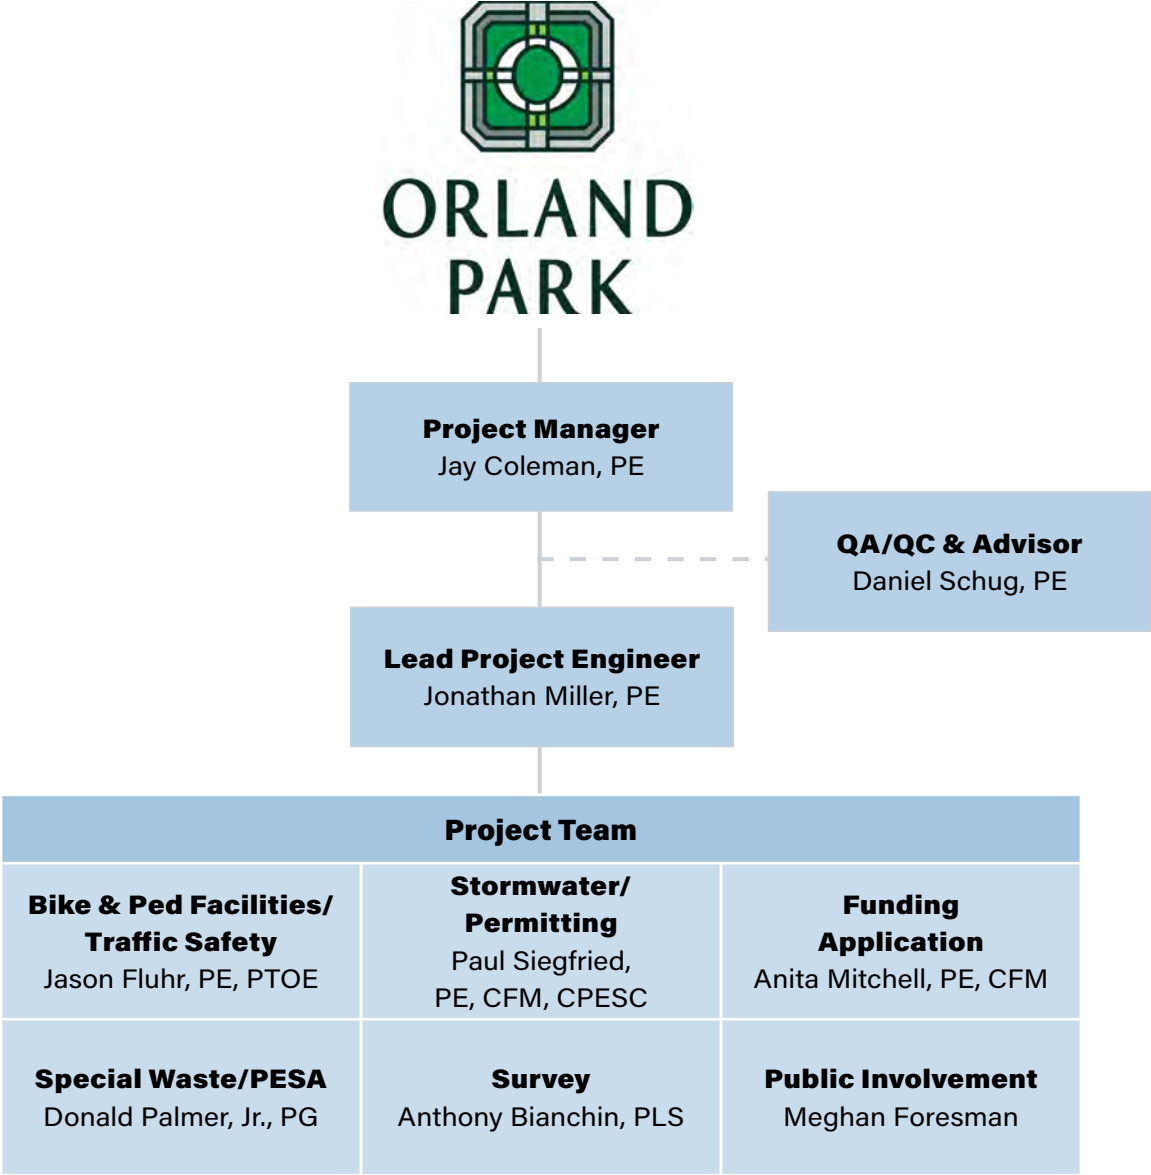 ORLAND
PARK
Project Manager
Jay Coleman, PE
QA/QC & Advisor
Daniel Schug, PE
Lead Project Engineer
Jonathan Miller, PE
Project Team
Bike & Ped Facilities/
Traffic Safety
Jason Fluhr, PE, PTOE
Stormwater/
Permitting
Paul Siegfried,
PE, CFM, CPESC
Funding
Application
Anita Mitchell, PE, CFM
Special Waste/PESA
Donald Palmer, Jr., PG
Survey
Anthony Bianchin, PLS
Public Involvement
Meghan Foresman